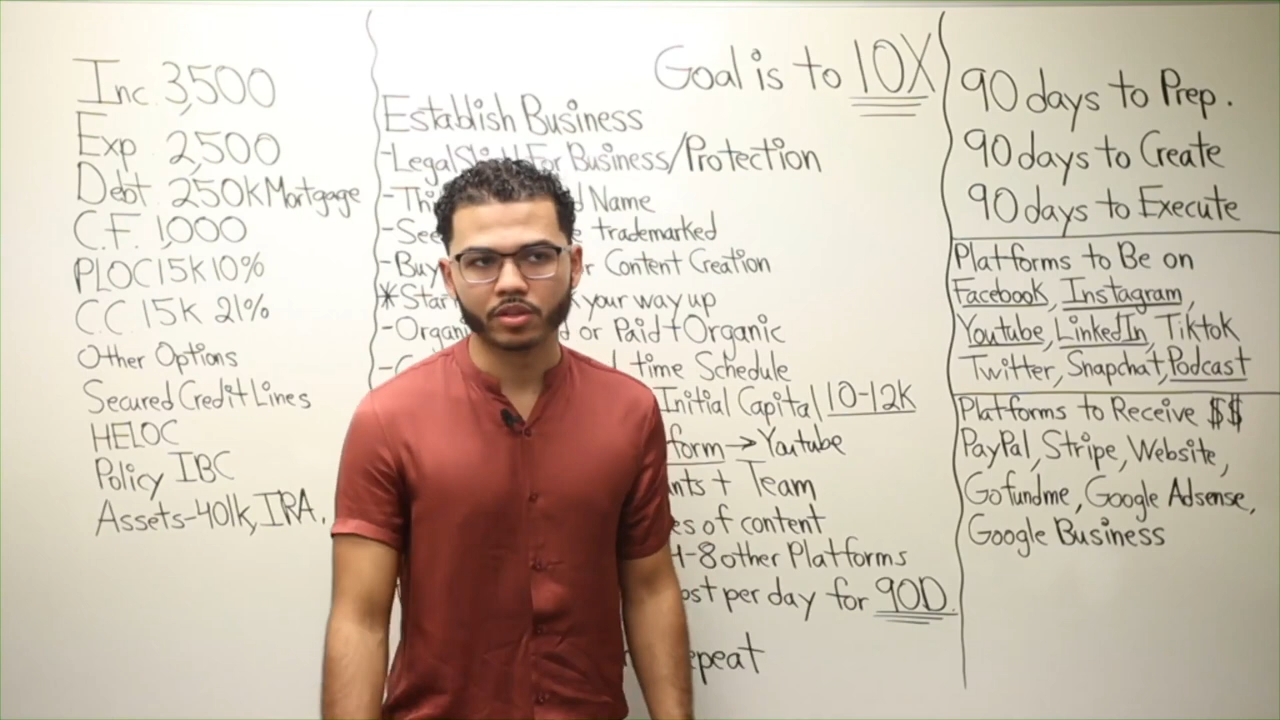 Inc. 3,500
Exp 2,500
Debt 250k Mortgage
C.F. 1,000
PLOC 15k 10%
C.C 15K 21%
Other Options
Secured Credit Lines
HELOC
Policy IBC
Assets-401k, IRA.
Goal is to 10X
Establish Business
-Legal For Business/Protection
- Name
-See trademarked
-Buy Content Creation
*Star your way up
-Organi or Paid+Organic
time Schedule
Initial Capital 10-12K
form → Youtube
nts + Team
es of content
4-8 other Platforms
ost per day for 90D.
epeat
90 days to Prep.
90 days to Create
90 days to Execute
Platforms to Be on
Facebook, Instagram,
Youtube, LinkedIn, Tiktok
Twitter, Snapchat, Podcast
Platforms to Receive $$
PayPal, Stripe, Website,
Gofundme, Google Adsense,
Google Business